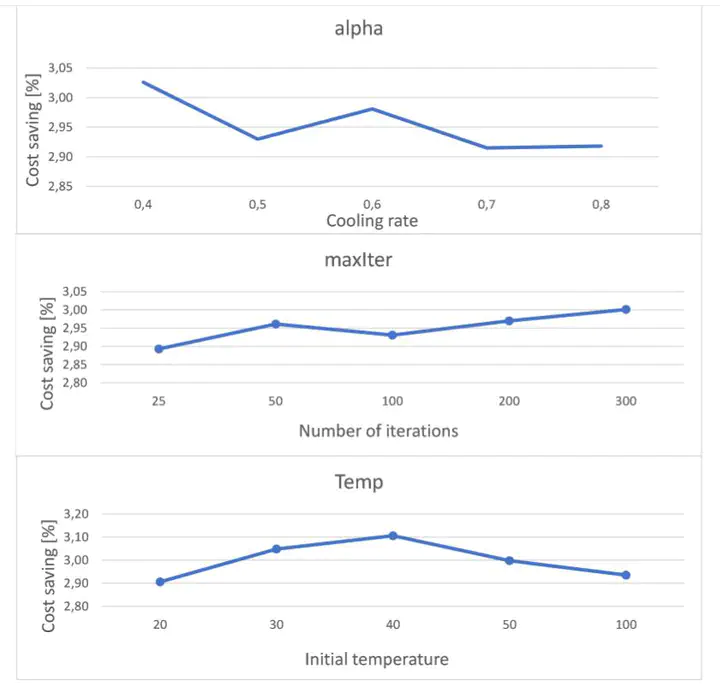 alpha
Cost saving [%]
3,05
3,00
2,95
2,90
2,85
0,4 0,5 0,6 0,7 0,8
Cooling rate
maxIter
Cost saving [%]
3,05
3,00
2,95
2,90
2,85
2,80
25 50 100 200 300
Number of iterations
Temp
Cost saving [%]
3,20
3,10
3,00
2,90
2,80
20 30 40 50 100
Initial temperature